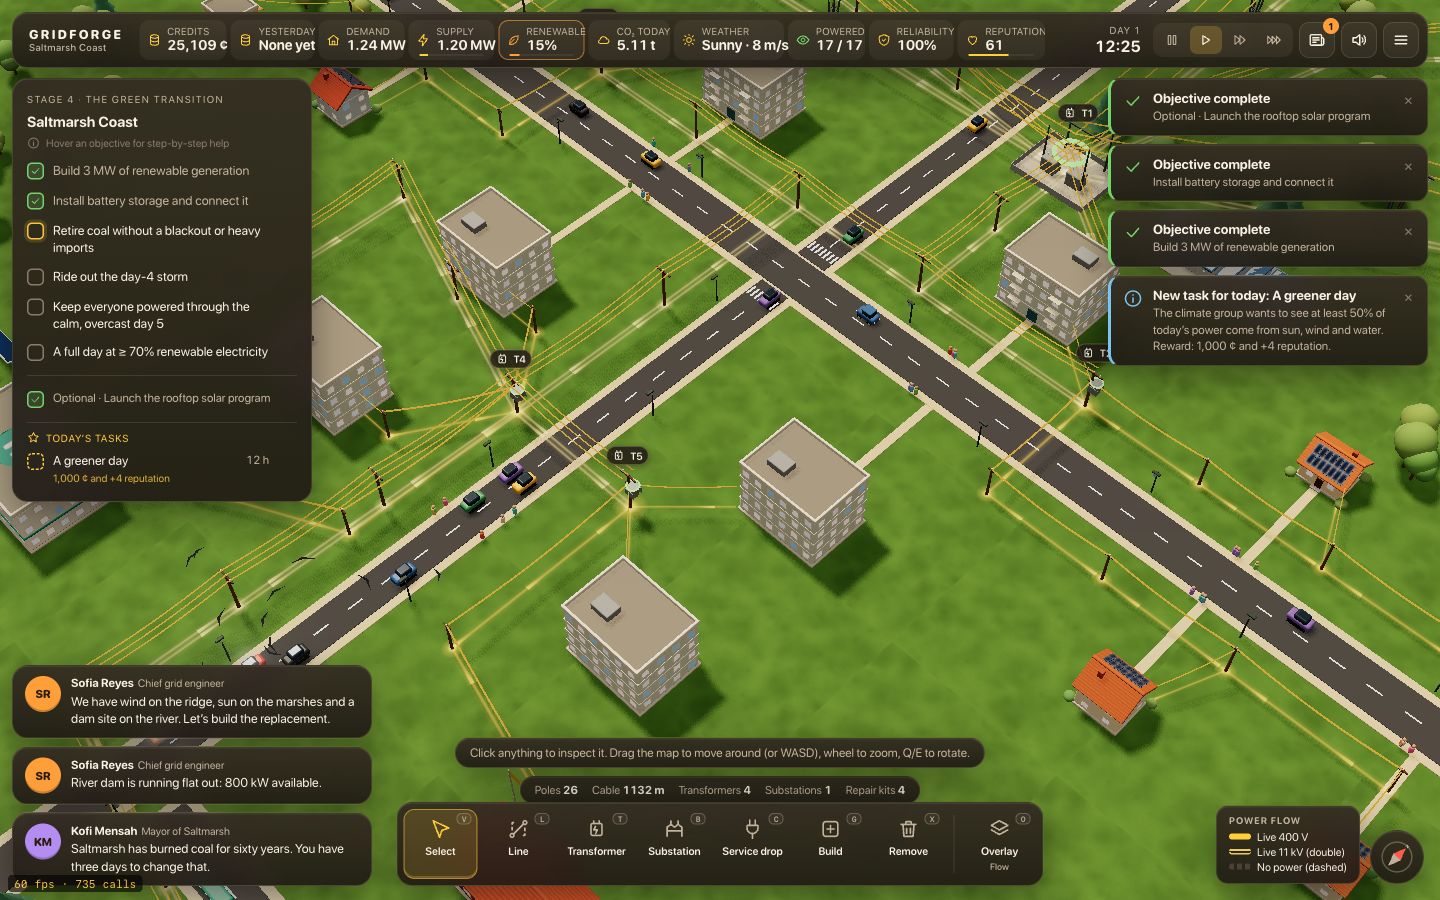 GRIDFORGE
Saltmarsh Coast
CREDITS
25,109 ¢
YESTERDAY
None yet
DEMAND
1.24 MW
SUPPLY
1.20 MW
RENEWABLE
15%
CO₂ TODAY
5.11 t
WEATHER
Sunny · 8 m/s
POWERED
17 / 17
RELIABILITY
100%
REPUTATION
61
DAY 1
12:25
1
STAGE 4 · THE GREEN TRANSITION
Saltmarsh Coast
Hover an objective for step-by-step help
Build 3 MW of renewable generation
Install battery storage and connect it
Retire coal without a blackout or heavy
imports
Ride out the day-4 storm
Keep everyone powered through the
calm, overcast day 5
A full day at ≥ 70% renewable electricity
Optional · Launch the rooftop solar program
TODAY'S TASKS
A greener day
12 h
1,000 ¢ and +4 reputation
T1
T4
T5
Objective complete
×
Optional · Launch the rooftop solar program
Objective complete
×
Install battery storage and connect it
Objective complete
×
Build 3 MW of renewable generation
New task for today: A greener day
×
The climate group wants to see at least 50% of
today's power come from sun, wind and water.
Reward: 1,000 ¢ and +4 reputation.
SR
Sofia Reyes Chief grid engineer
We have wind on the ridge, sun on the marshes and a
dam site on the river. Let's build the replacement.
SR
Sofia Reyes Chief grid engineer
River dam is running flat out: 800 kW available.
KM
Kofi Mensah Mayor of Saltmarsh
Saltmarsh has burned coal for sixty years. You have
three days to change that.
60 fps · 735 calls
Click anything to inspect it. Drag the map to move around (or WASD), wheel to zoom, Q/E to rotate.
Poles 26 Cable 1132 m Transformers 4 Substations 1 Repair kits 4
V
Select
L
Line
T
Transformer
B
Substation
C
Service drop
G
Build
X
Remove
O
Overlay
Flow
POWER FLOW
Live 400 V
Live 11 kV (double)
No power (dashed)